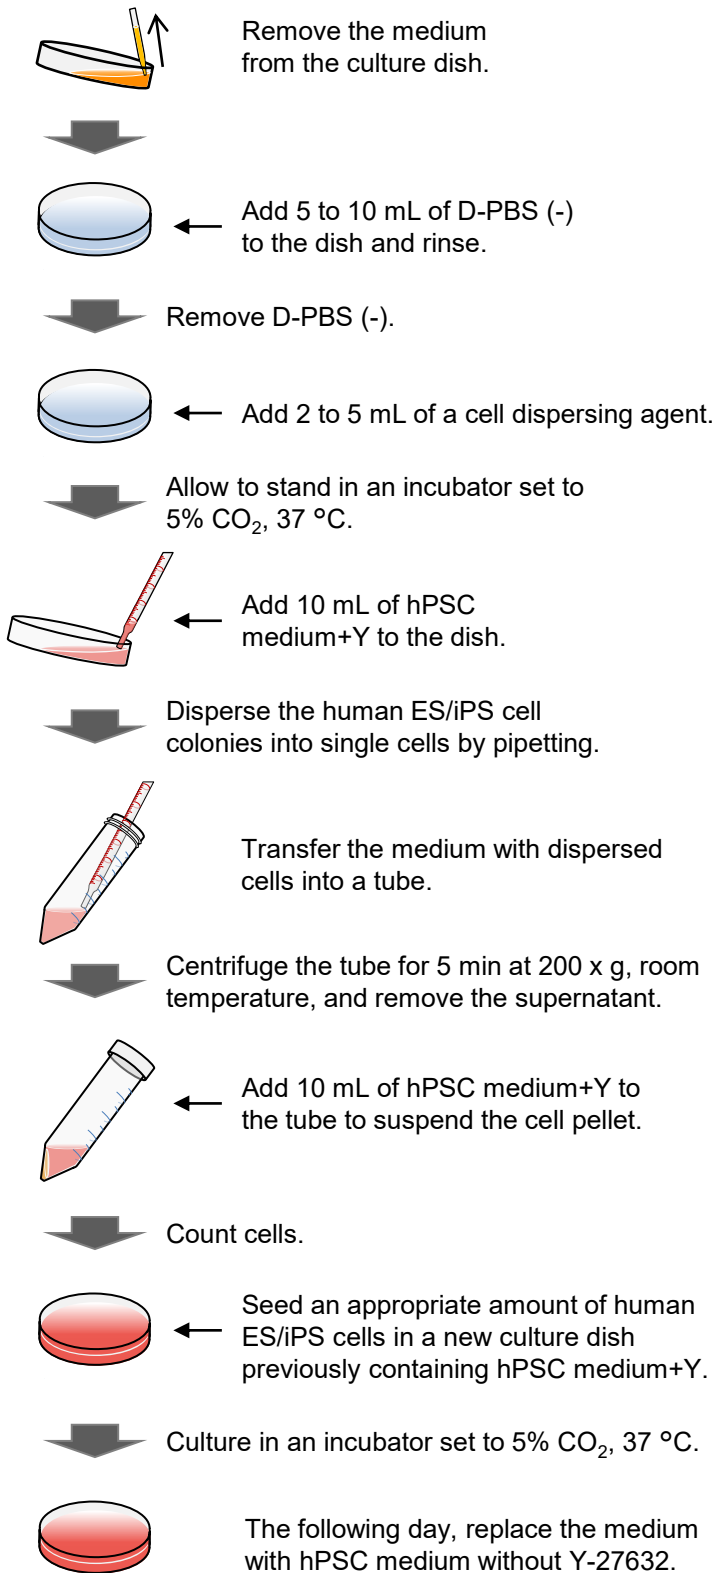 Remove the medium
from the culture dish.
Add 5 to 10 mL of D-PBS (-)
to the dish and rinse.
Remove D-PBS (-).
Add 2 to 5 mL of a cell dispersing agent.
Allow to stand in an incubator set to
5% CO₂, 37 °C.
Add 10 mL of hPSC
medium+Y to the dish.
Disperse the human ES/iPS cell
colonies into single cells by pipetting.
Transfer the medium with dispersed
cells into a tube.
Centrifuge the tube for 5 min at 200 x g, room
temperature, and remove the supernatant.
Add 10 mL of hPSC medium+Y to
the tube to suspend the cell pellet.
Count cells.
Seed an appropriate amount of human
ES/iPS cells in a new culture dish
previously containing hPSC medium+Y.
Culture in an incubator set to 5% CO₂, 37 °C.
The following day, replace the medium
with hPSC medium without Y-27632.